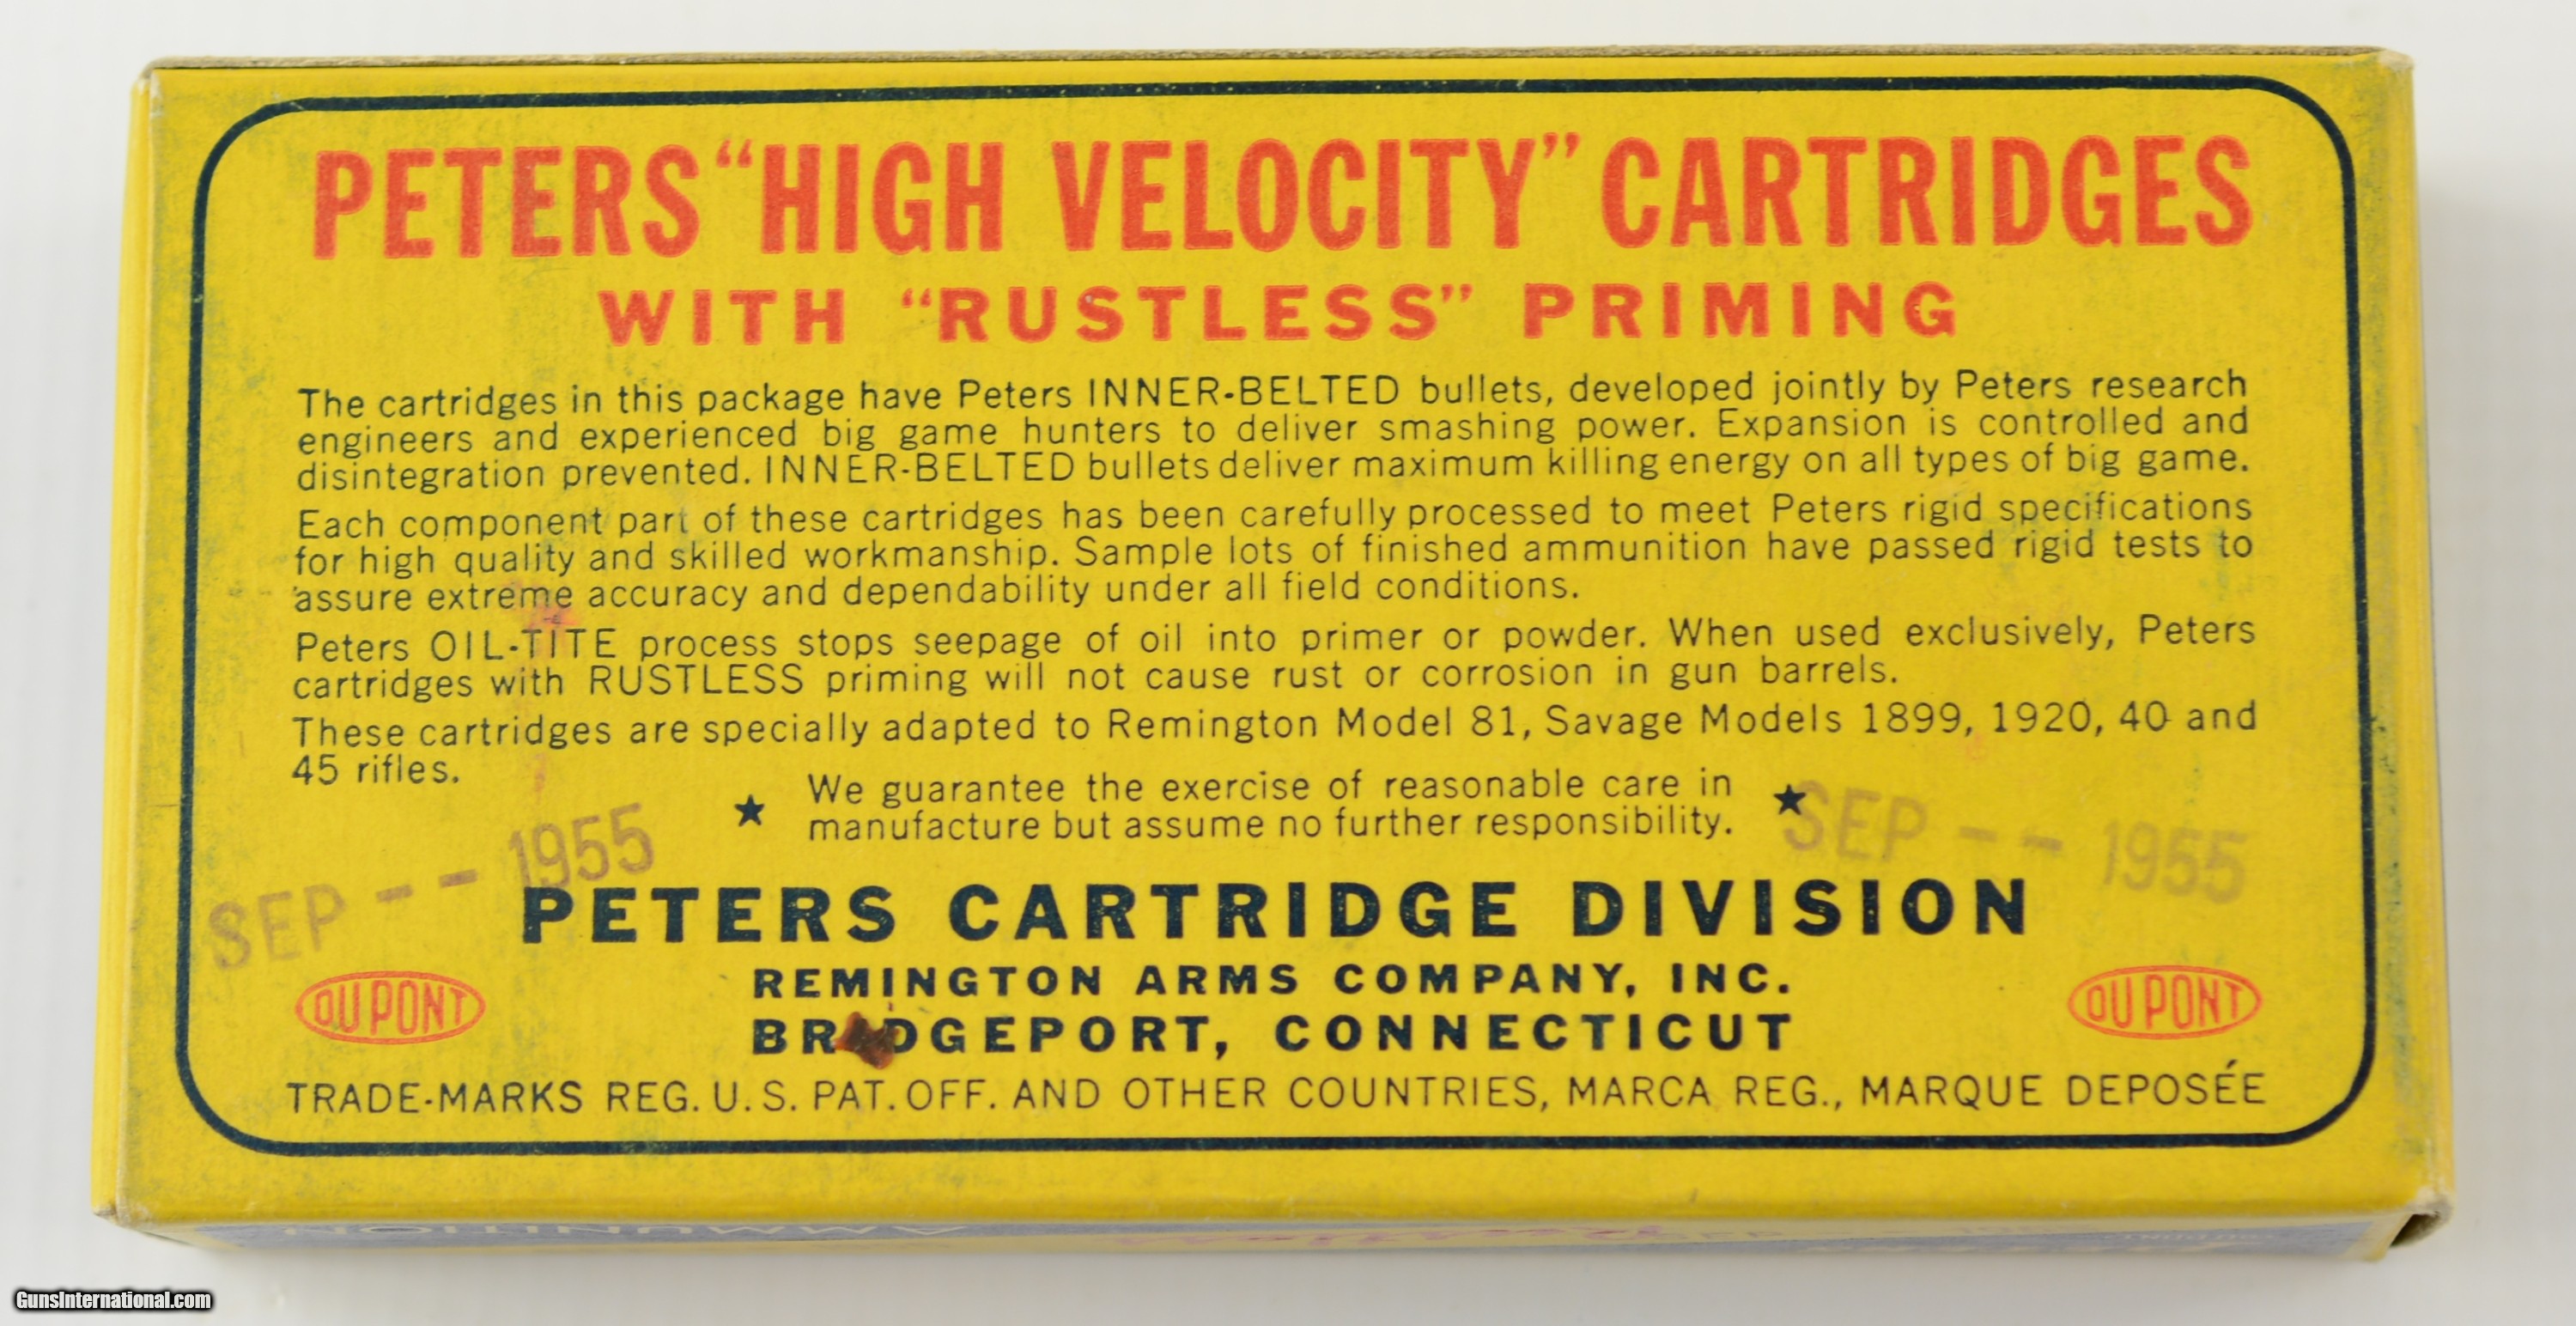 PETERS “HIGH VELOCITY” CARTRIDGES
WITH “RUSTLESS” PRIMING
The cartridges in this package have Peters INNER-BELTED bullets, developed jointly by Peters research
engineers and experienced big game hunters to deliver smashing power. Expansion is controlled and
disintegration prevented. INNER-BELTED bullets deliver maximum killing energy on all types of big game.
Each component part of these cartridges has been carefully processed to meet Peters rigid specifications
for high quality and skilled workmanship. Sample lots of finished ammunition have passed rigid tests to
assure extreme accuracy and dependability under all field conditions.
Peters OIL-TITE process stops seepage of oil into primer or powder. When used exclusively, Peters
cartridges with RUSTLESS priming will not cause rust or corrosion in gun barrels.
These cartridges are specially adapted to Remington Model 81, Savage Models 1899, 1920, 40 and
45 rifles.
★ We guarantee the exercise of reasonable care in ★
manufacture but assume no further responsibility.
SEP -- 1955
SEP -- 1955
PETERS CARTRIDGE DIVISION
REMINGTON ARMS COMPANY, INC.
BRIDGEPORT, CONNECTICUT
DU PONT
DU PONT
TRADE-MARKS REG. U. S. PAT. OFF. AND OTHER COUNTRIES, MARCA REG., MARQUE DEPOSÉE
AMMUNITION
GunsInternational.com